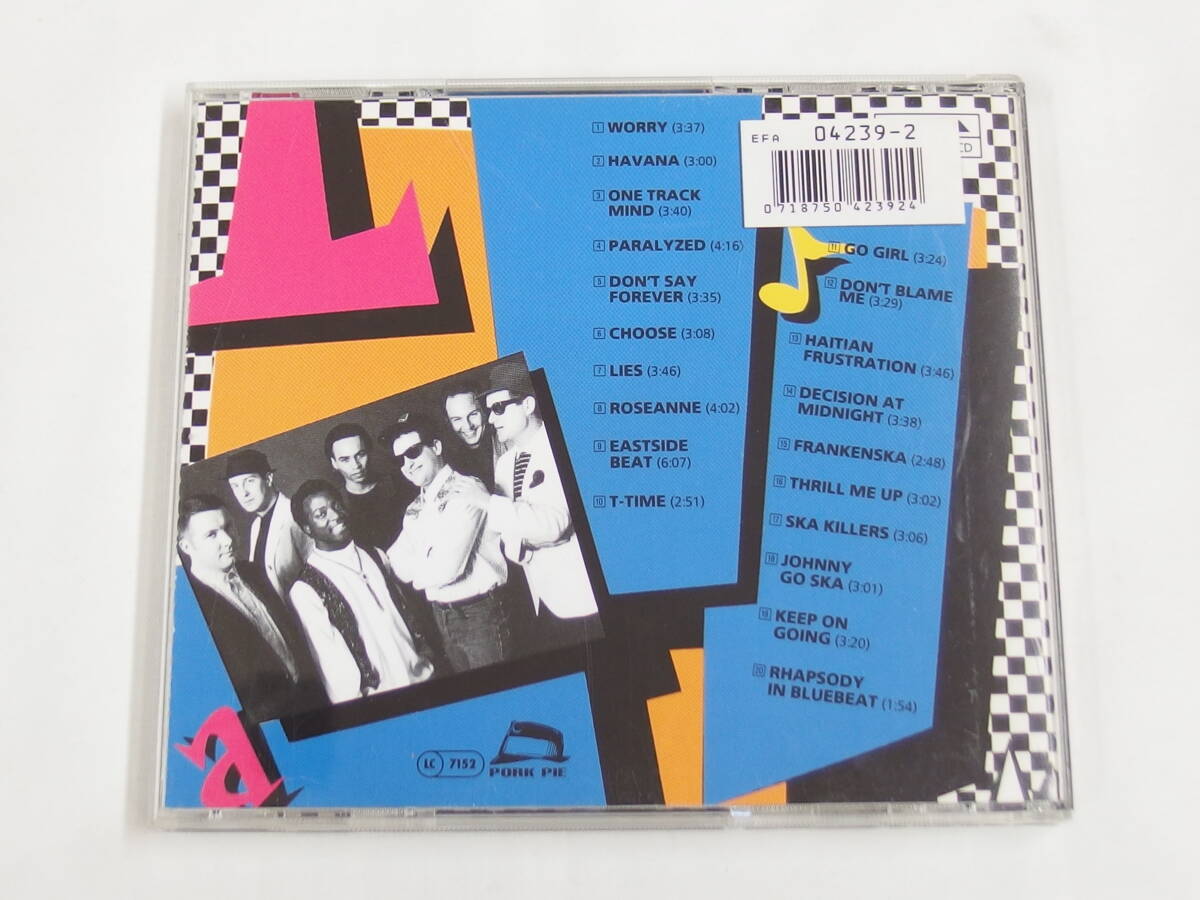 1 WORRY (3:37)
2 HAVANA (3:00)
3 ONE TRACK
MIND (3:40)
4 PARALYZED (4:16)
5 DON'T SAY
FOREVER (3:35)
6 CHOOSE (3:08)
7 LIES (3:46)
8 ROSEANNE (4:02)
9 EASTSIDE
BEAT (6:07)
10 T-TIME (2:51)
EFA 04239-2
0 718750 423924
CD
11 GO GIRL (3:24)
12 DON'T BLAME
ME (3:29)
13 HAITIAN
FRUSTRATION (3:46)
14 DECISION AT
MIDNIGHT (3:38)
15 FRANKENSKA (2:48)
16 THRILL ME UP (3:02)
17 SKA KILLERS (3:06)
18 JOHNNY
GO SKA (3:01)
19 KEEP ON
GOING (3:20)
20 RHAPSODY
IN BLUEBEAT (1:54)
a
LC 7152
PORK PIE